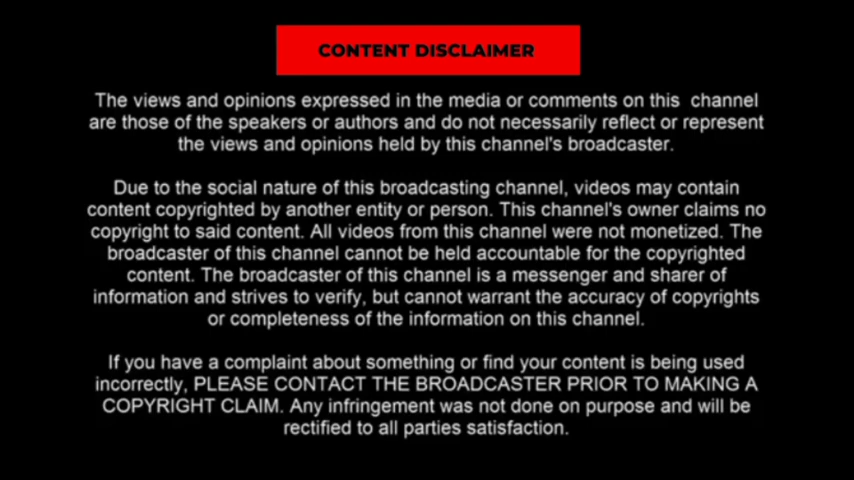 CONTENT DISCLAIMER
The views and opinions expressed in the media or comments on this channel
are those of the speakers or authors and do not necessarily reflect or represent
the views and opinions held by this channel's broadcaster.
Due to the social nature of this broadcasting channel, videos may contain
content copyrighted by another entity or person. This channel's owner claims no
copyright to said content. All videos from this channel were not monetized. The
broadcaster of this channel cannot be held accountable for the copyrighted
content. The broadcaster of this channel is a messenger and sharer of
information and strives to verify, but cannot warrant the accuracy of copyrights
or completeness of the information on this channel.
If you have a complaint about something or find your content is being used
incorrectly, PLEASE CONTACT THE BROADCASTER PRIOR TO MAKING A
COPYRIGHT CLAIM. Any infringement was not done on purpose and will be
rectified to all parties satisfaction.